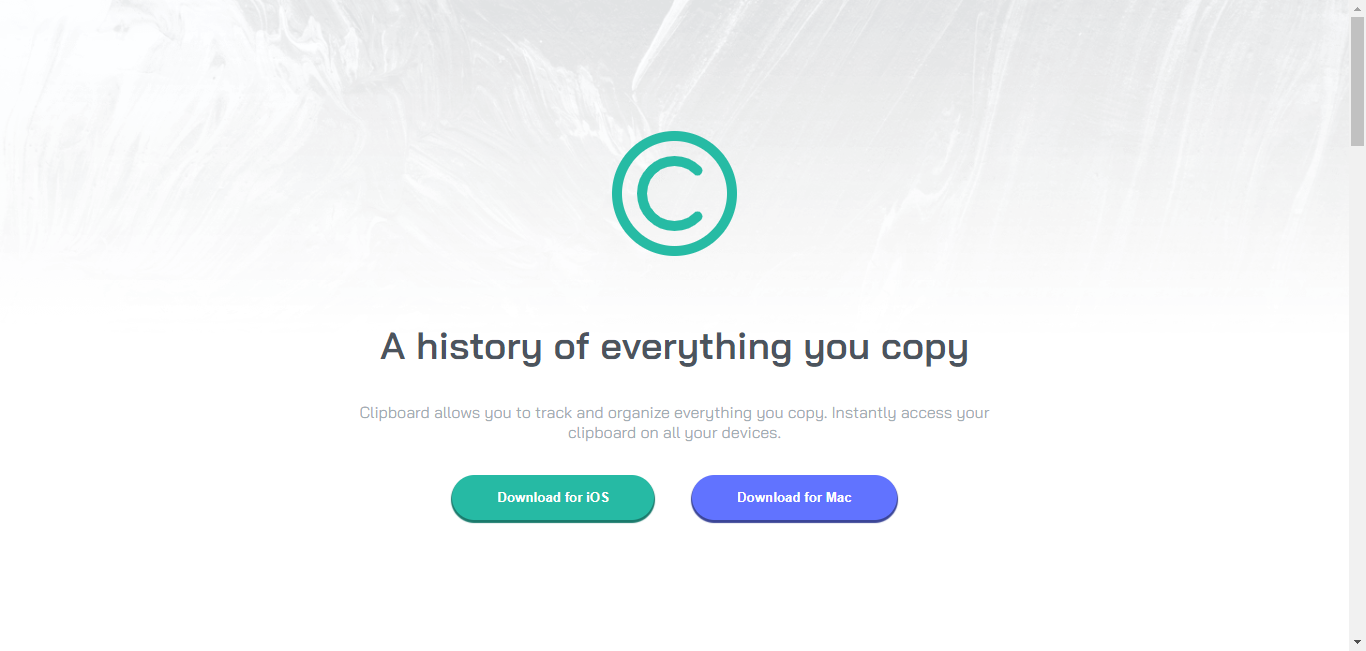 A history of everything you copy
Clipboard allows you to track and organize everything you copy. Instantly access your
clipboard on all your devices.
Download for iOS
Download for Mac